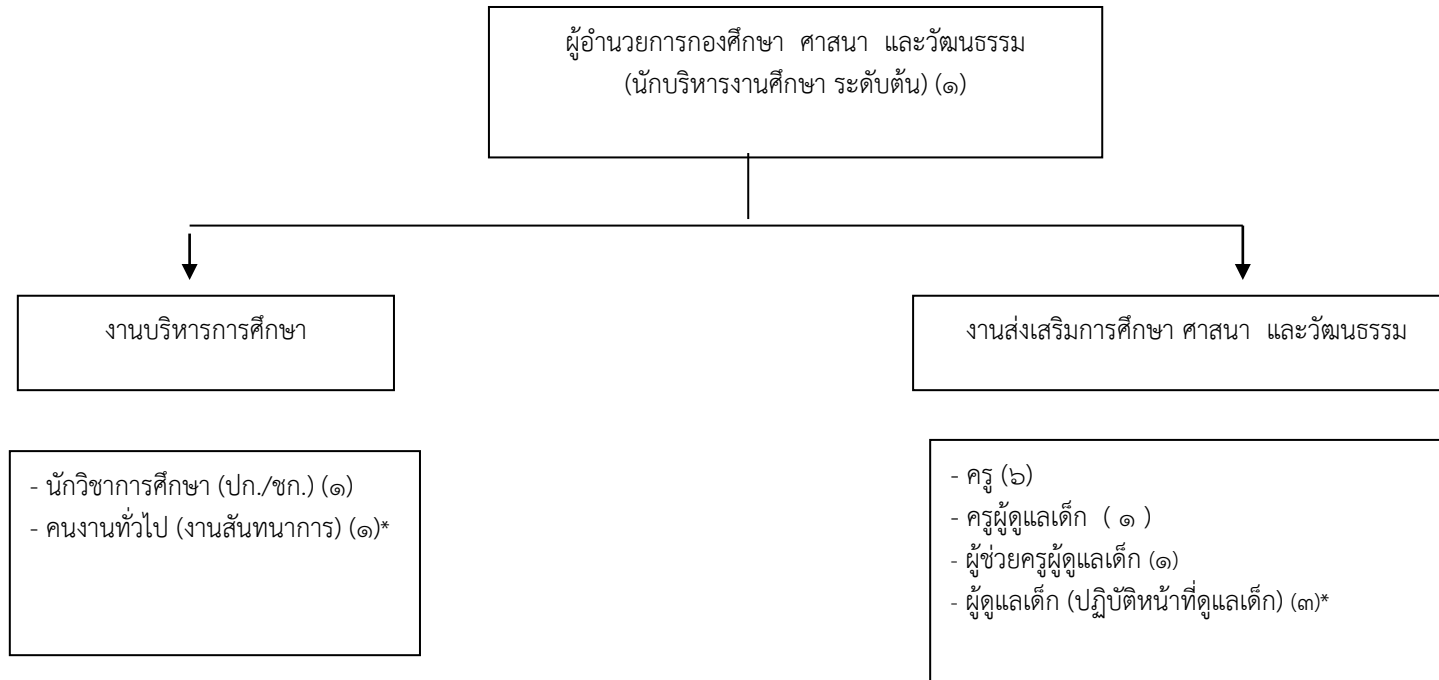 ผู้อำนวยการกองศึกษา ศาสนา และวัฒนธรรม
(นักบริหารงานศึกษา ระดับต้น) (๑)
งานบริหารการศึกษา
งานส่งเสริมการศึกษา ศาสนา และวัฒนธรรม
- นักวิชาการศึกษา (ปก./ชก.) (๑)
- คนงานทั่วไป (งานสันทนาการ) (๑)*
- ครู (๖)
- ครูผู้ดูแลเด็ก ( ๑ )
- ผู้ช่วยครูผู้ดูแลเด็ก (๑)
- ผู้ดูแลเด็ก (ปฏิบัติหน้าที่ดูแลเด็ก) (๓)*